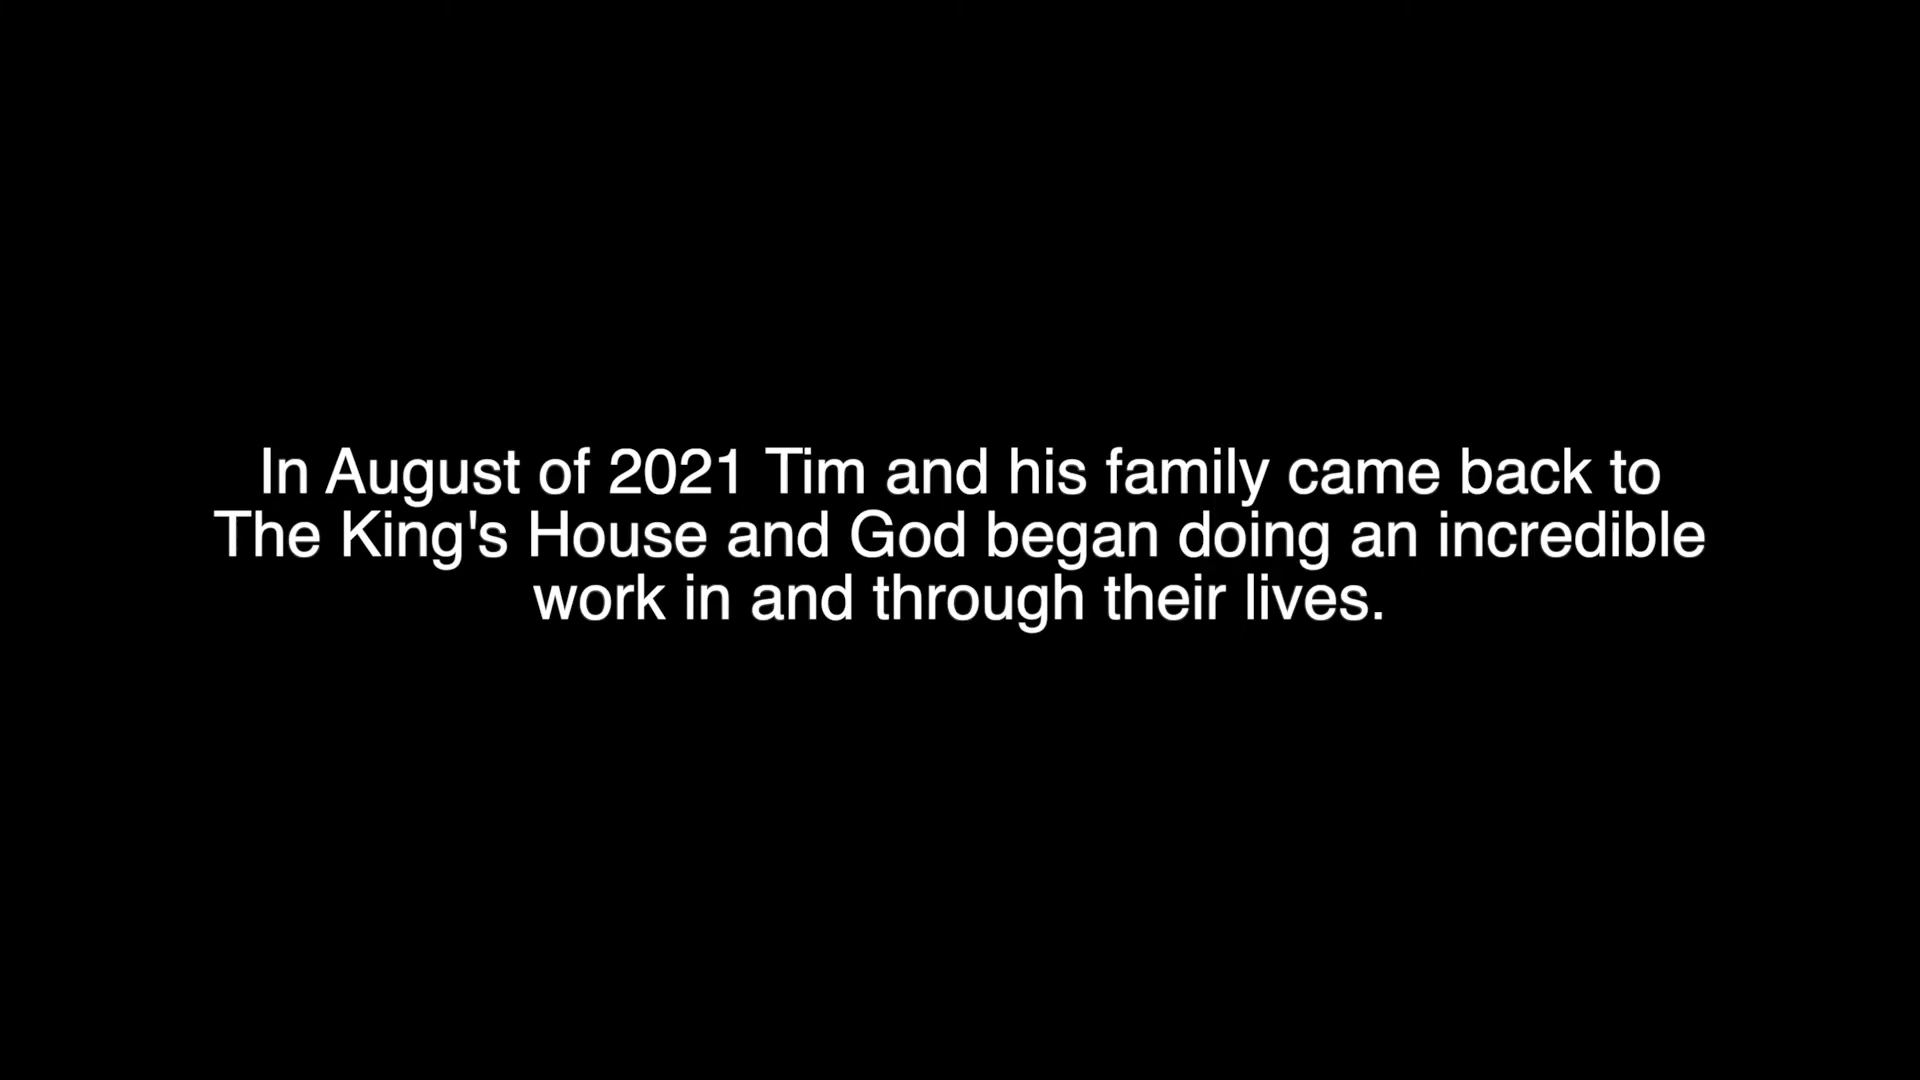 In August of 2021 Tim and his family came back to
The King's House and God began doing an incredible
work in and through their lives.